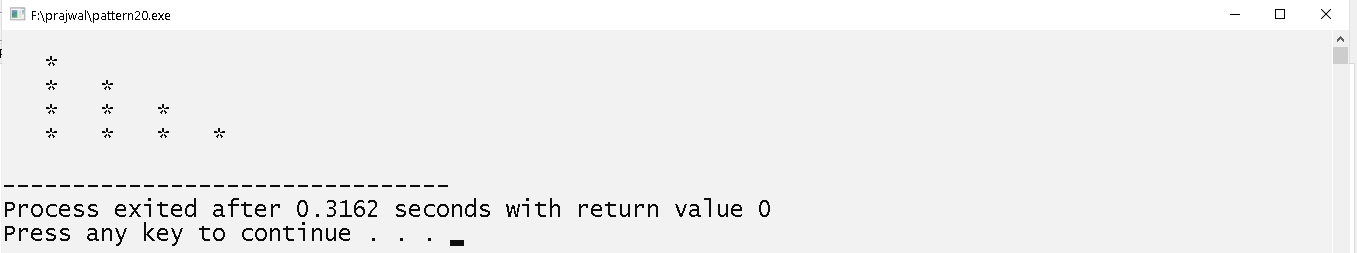 F:\prajwal\pattern20.exe
*
* *
* * *
* * * *
--------------------------------
Process exited after 0.3162 seconds with return value 0
Press any key to continue . . .